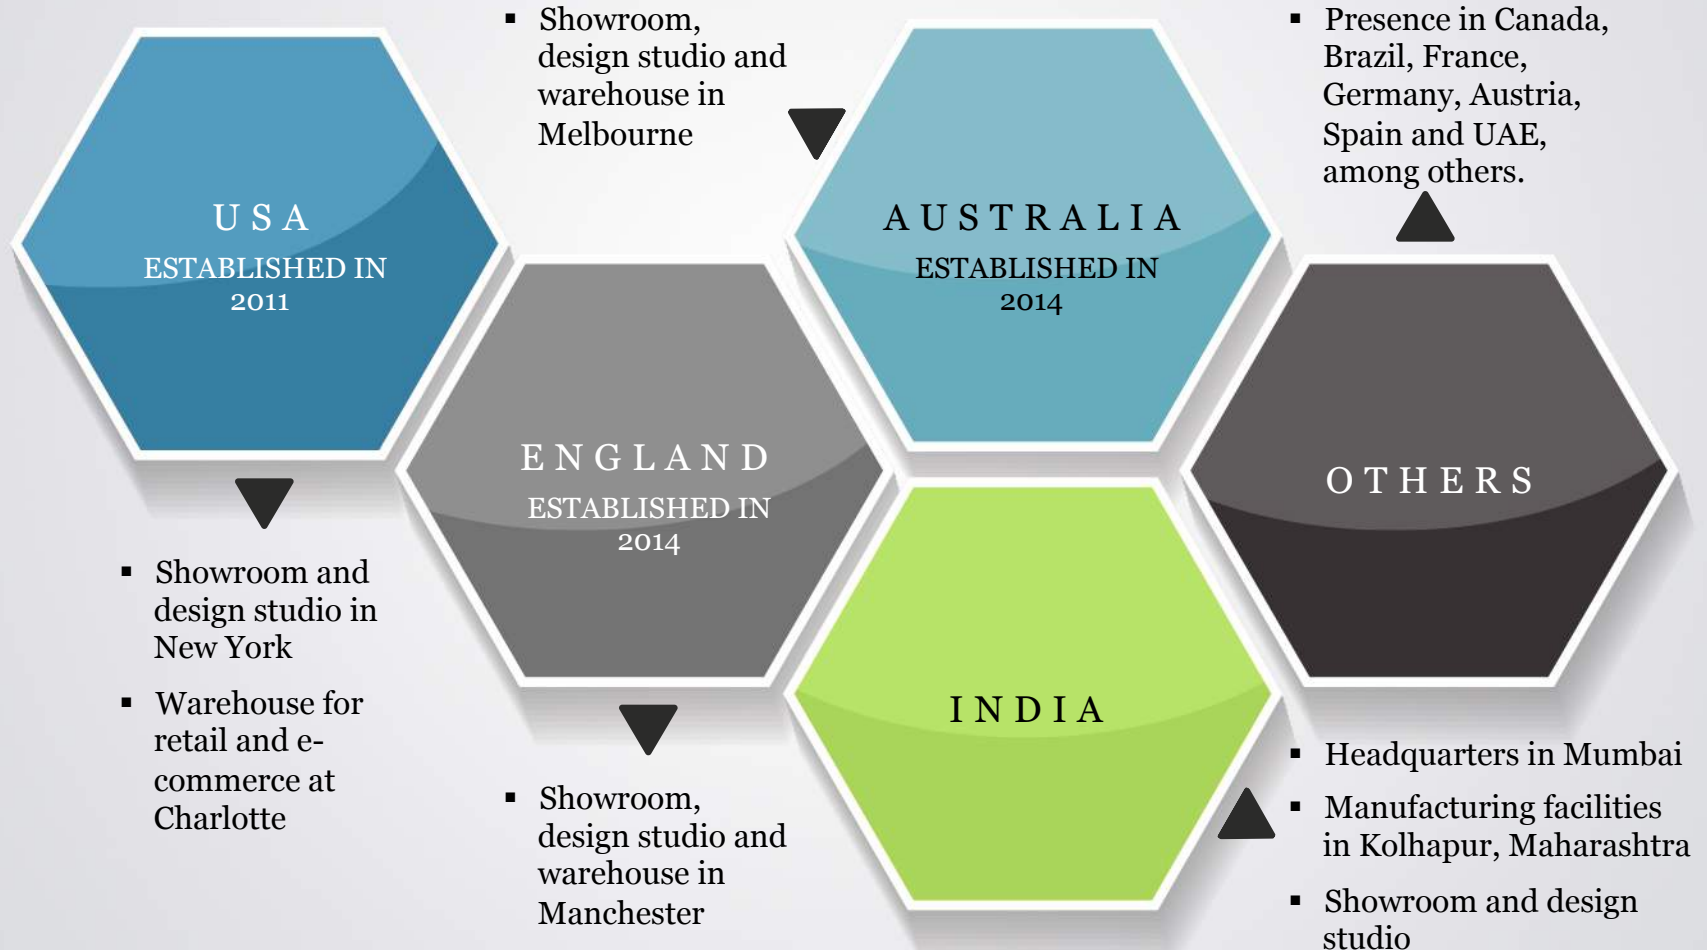 ▪ Showroom,
design studio and
warehouse in
Melbourne
▪ Presence in Canada,
Brazil, France,
Germany, Austria,
Spain and UAE,
among others.
USA
ESTABLISHED IN
2011
AUSTRALIA
ESTABLISHED IN
2014
ENGLAND
ESTABLISHED IN
2014
OTHERS
▪ Showroom and
design studio in
New York
▪ Warehouse for
retail and e-
commerce at
Charlotte
INDIA
▪ Showroom,
design studio and
warehouse in
Manchester
▪ Headquarters in Mumbai
▪ Manufacturing facilities
in Kolhapur, Maharashtra
▪ Showroom and design
studio